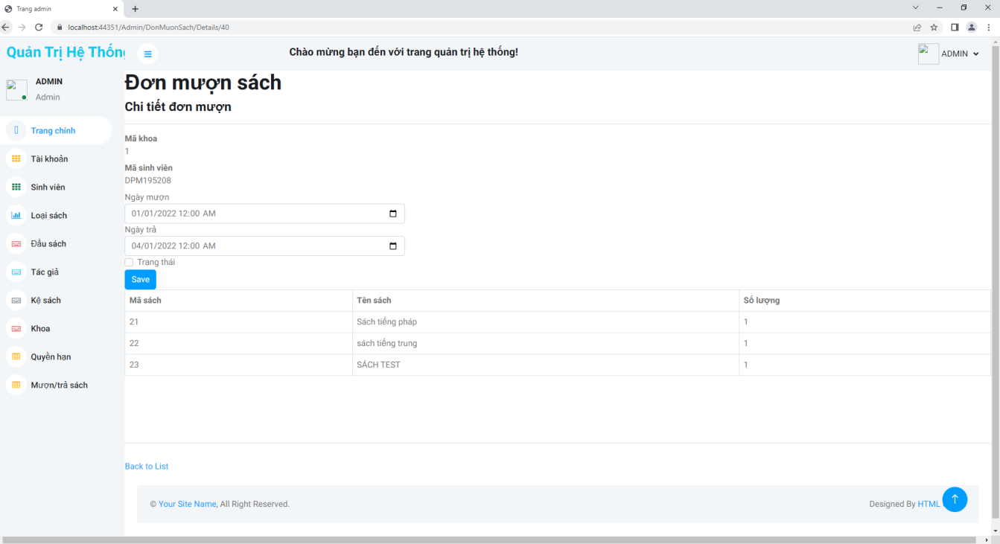 Trang admin
localhost:44351/Admin/DonMuonSach/Details/40
Quản Trị Hệ Thống
Chào mừng bạn đến với trang quản trị hệ thống!
ADMIN
ADMIN
Admin
Trang chính
Tài khoản
Sinh viên
Loại sách
Đầu sách
Tác giả
Kệ sách
Khoa
Quyền hạn
Mượn/trả sách
Đơn mượn sách
Chi tiết đơn mượn
Mã khoa
1
Mã sinh viên
DPM195208
Ngày mượn
01/01/2022 12:00 AM
Ngày trả
04/01/2022 12:00 AM
Trạng thái
Save
Mã sách Tên sách Số lượng
21 Sách tiếng pháp 1
22 sách tiếng trung 1
23 SÁCH TEST 1
Back to List
© Your Site Name, All Right Reserved.
Designed By HTML